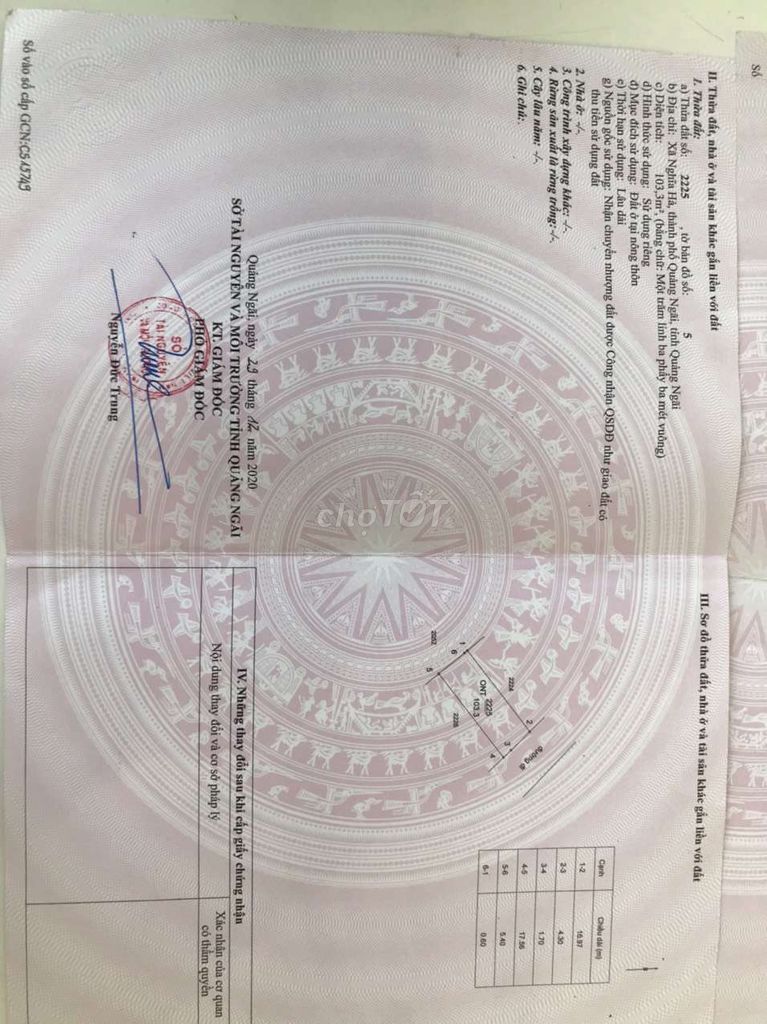 II. Thửa đất, nhà ở và tài sản khác gắn liền với đất
1. Thửa đất:
a) Thửa đất số: 2225 , tờ bản đồ số: 5
b) Địa chỉ: Xã Nghĩa Hà, thành phố Quảng Ngãi, tỉnh Quảng Ngãi
c) Diện tích: 103,3m², (bằng chữ: Một trăm linh ba phẩy ba mét vuông)
d) Hình thức sử dụng: Sử dụng riêng
đ) Mục đích sử dụng: Đất ở tại nông thôn
e) Thời hạn sử dụng: Lâu dài
g) Nguồn gốc sử dụng: Nhận chuyển nhượng đất được Công nhận QSDĐ như giao đất có
thu tiền sử dụng đất
2. Nhà ở: -/-.
3. Công trình xây dựng khác: -/-.
4. Rừng sản xuất là rừng trồng: -/-.
5. Cây lâu năm: -/-.
6. Ghi chú:
Quảng Ngãi, ngày 29 tháng 12 năm 2020
SỞ TÀI NGUYÊN VÀ MÔI TRƯỜNG TỈNH QUẢNG NGÃI
KT. GIÁM ĐỐC
PHÓ GIÁM ĐỐC
SỞ
TÀI NGUYÊN
Nguyễn Đức Trung
Số vào sổ cấp GCN:CS13749
III. Sơ đồ thửa đất, nhà ở và tài sản khác gắn liền với đất
2224
1
2
6
2225
ONT 103.3
đường đi
2002
3
5
2226
4
Cạnh Chiều dài (m)
1-2 16.97
2-3 4.30
3-4 1.70
4-5 17.56
5-6 5.40
6-1 0.60
IV. Những thay đổi sau khi cấp giấy chứng nhận
Nội dung thay đổi và cơ sở pháp lý
Xác nhận của cơ quan
có thẩm quyền
Số
chợTỐT